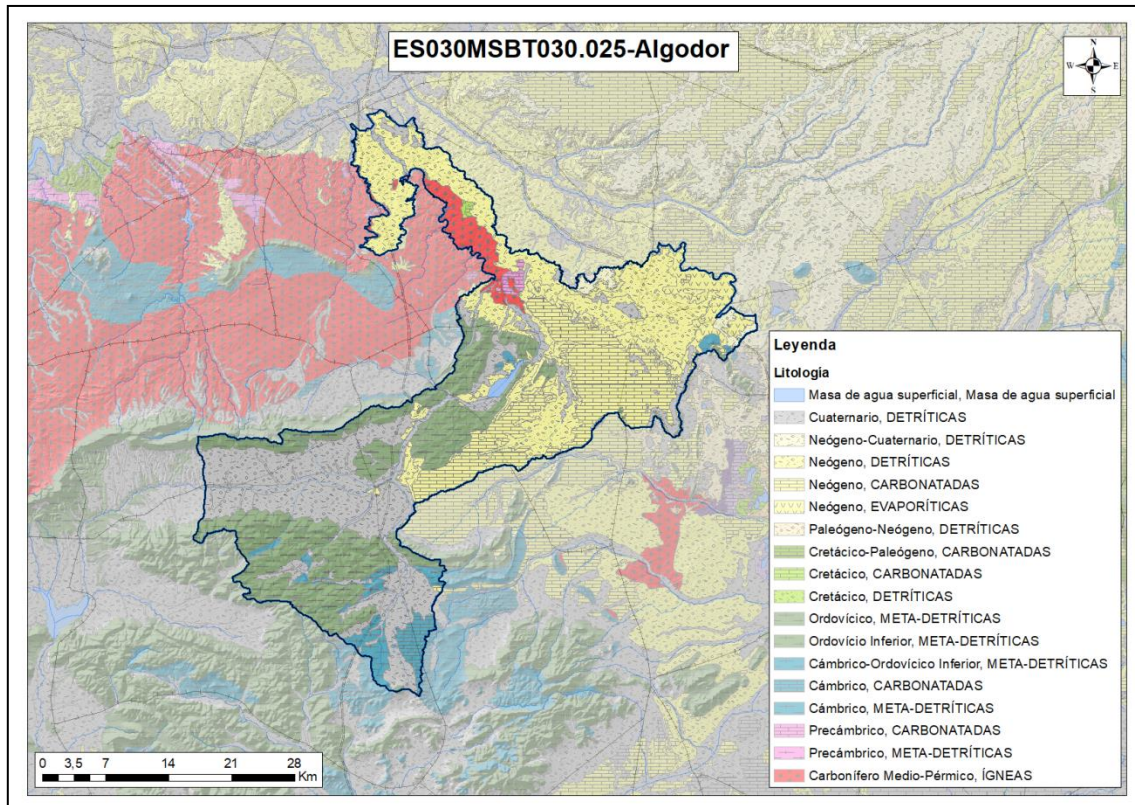 ES030MSBT030.025-Algodor
N
W E
S
Leyenda
Litologia
Masa de agua superficial, Masa de agua superficial
Cuaternario, DETRÍTICAS
Neógeno-Cuaternario, DETRÍTICAS
Neógeno, DETRÍTICAS
Neógeno, CARBONATADAS
Neógeno, EVAPORÍTICAS
Paleógeno-Neógeno, DETRÍTICAS
Cretácico-Paleógeno, CARBONATADAS
Cretácico, CARBONATADAS
Cretácico, DETRÍTICAS
Ordovícico, META-DETRÍTICAS
Ordovício Inferior, META-DETRÍTICAS
Cámbrico-Ordovícico Inferior, META-DETRÍTICAS
Cámbrico, CARBONATADAS
Cámbrico, META-DETRÍTICAS
Precámbrico, CARBONATADAS
Precámbrico, META-DETRÍTICAS
Carbonífero Medio-Pérmico, ÍGNEAS
0 3,5 7 14 21 28
Km